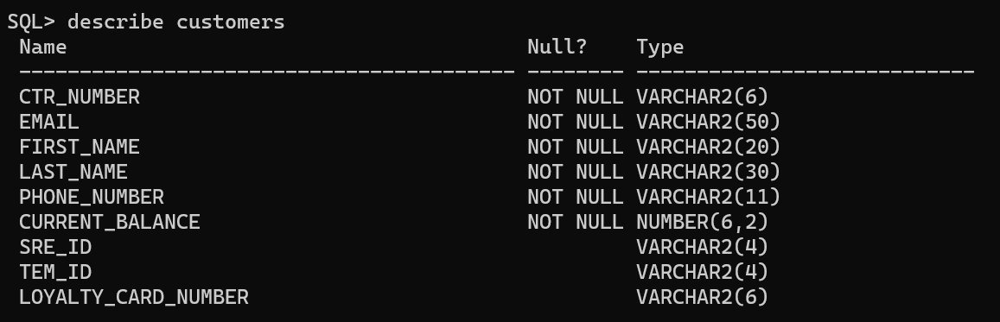 SQL> describe customers
 Name                                      Null?    Type
 ----------------------------------------- -------- ----------------------------
 CTR_NUMBER                                NOT NULL VARCHAR2(6)
 EMAIL                                     NOT NULL VARCHAR2(50)
 FIRST_NAME                                NOT NULL VARCHAR2(20)
 LAST_NAME                                 NOT NULL VARCHAR2(30)
 PHONE_NUMBER                              NOT NULL VARCHAR2(11)
 CURRENT_BALANCE                           NOT NULL NUMBER(6,2)
 SRE_ID                                             VARCHAR2(4)
 TEM_ID                                             VARCHAR2(4)
 LOYALTY_CARD_NUMBER                                VARCHAR2(6)